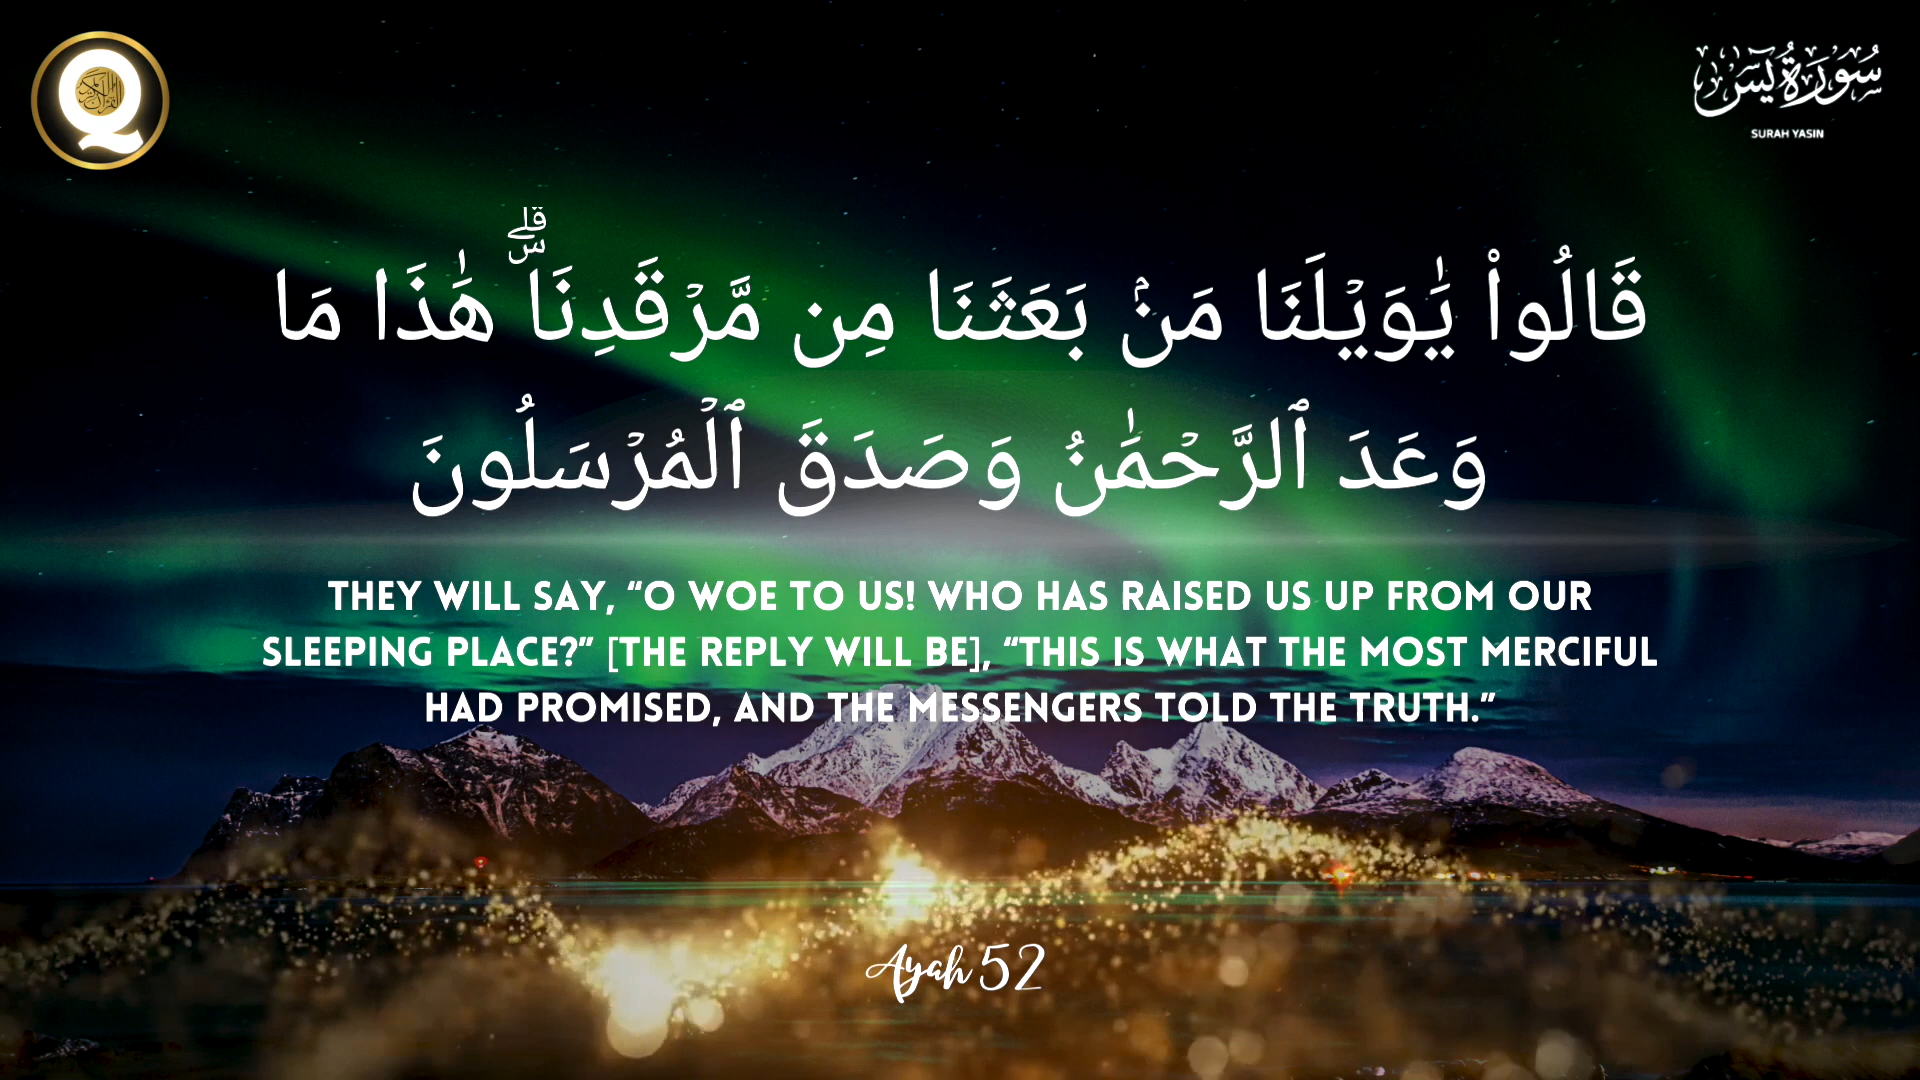 سُورَةُ يسٓ
SURAH YASIN
قَالُوا۟ يَٰوَيْلَنَا مَنۢ بَعَثَنَا مِن مَّرْقَدِنَا ۜ ۗ هَٰذَا مَا
وَعَدَ ٱلرَّحْمَٰنُ وَصَدَقَ ٱلْمُرْسَلُونَ
THEY WILL SAY, “O WOE TO US! WHO HAS RAISED US UP FROM OUR
SLEEPING PLACE?” [THE REPLY WILL BE], “THIS IS WHAT THE MOST MERCIFUL
HAD PROMISED, AND THE MESSENGERS TOLD THE TRUTH.”
Ayah 52